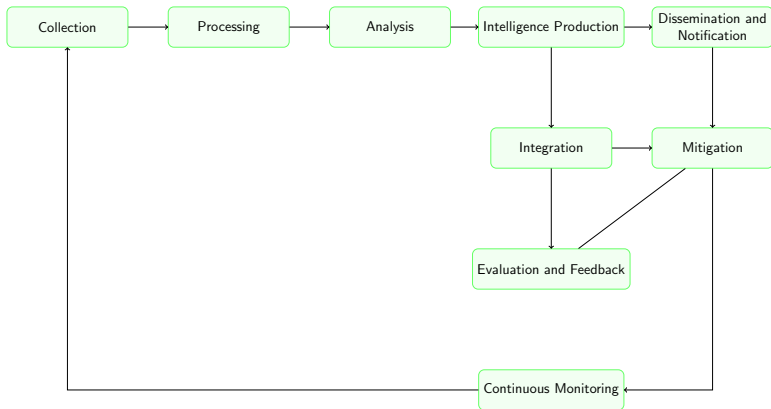 Collection
Processing
Analysis
Intelligence Production
Dissemination and
Notification
Integration
Mitigation
Evaluation and Feedback
Continuous Monitoring